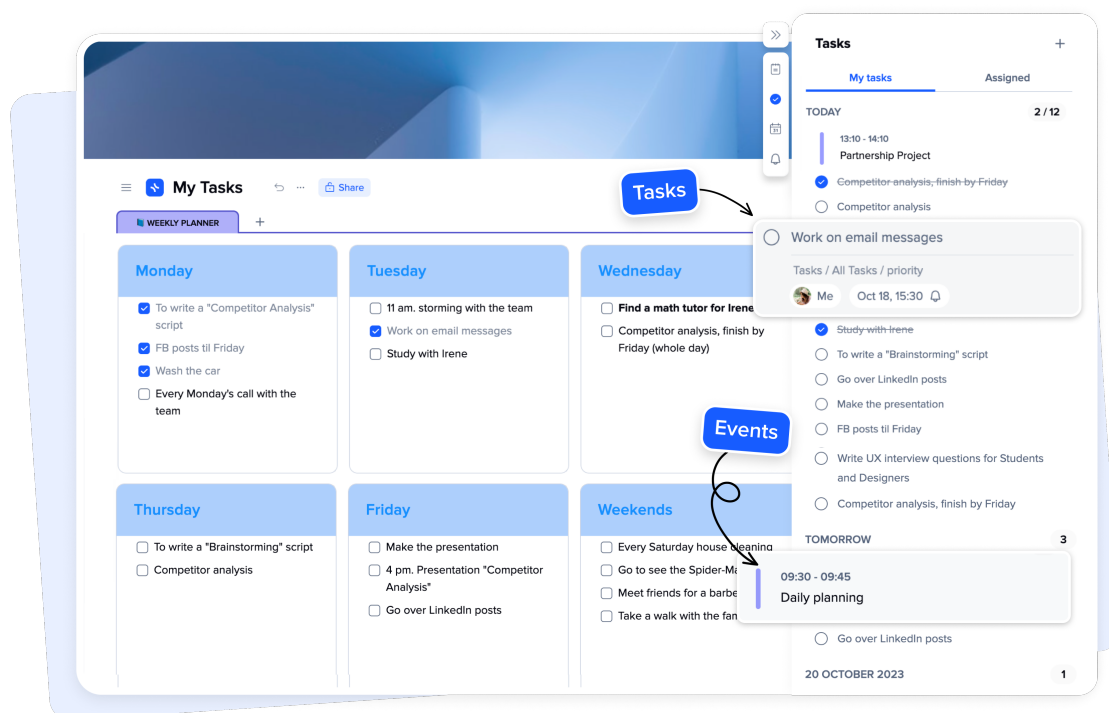 My Tasks
Share
WEEKLY PLANNER
Monday
To write a "Competitor Analysis"
script
FB posts til Friday
Wash the car
Every Monday's call with the
team
Tuesday
11 am. storming with the team
Work on email messages
Study with Irene
Wednesday
Find a math tutor for Irene
Competitor analysis, finish by
Friday (whole day)
Thursday
To write a "Brainstorming" script
Competitor analysis
Friday
Make the presentation
4 pm. Presentation "Competitor
Analysis"
Go over LinkedIn posts
Weekends
Every Saturday house cleaning
Go to see the
Meet friends for a
Take a walk with the
Tasks
Events
Tasks
My tasks
Assigned
TODAY
2 / 12
13:10 - 14:10
Partnership Project
Competitor analysis, finish by Friday
Competitor analysis
Work on email messages
Tasks / All Tasks / priority
Me
Oct 18, 15:30
Study with Irene
To write a "Brainstorming" script
Go over LinkedIn posts
Make the presentation
FB posts til Friday
Write UX interview questions for Students
and Designers
Competitor analysis, finish by Friday
TOMORROW
3
09:30 - 09:45
Daily planning
Go over LinkedIn posts
20 OCTOBER 2023
1